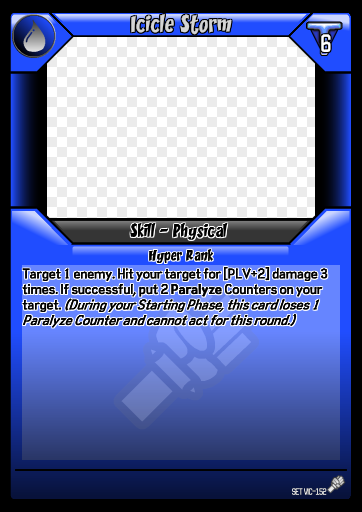 Icicle Storm
6
Skill - Physical
Hyper Rank
Target 1 enemy. Hit your target for [PLV+2] damage 3
times. If successful, put 2 Paralyze Counters on your
target. (During your Starting Phase, this card loses 1
Paralyze Counter and cannot act for this round.)
SET VIC-152